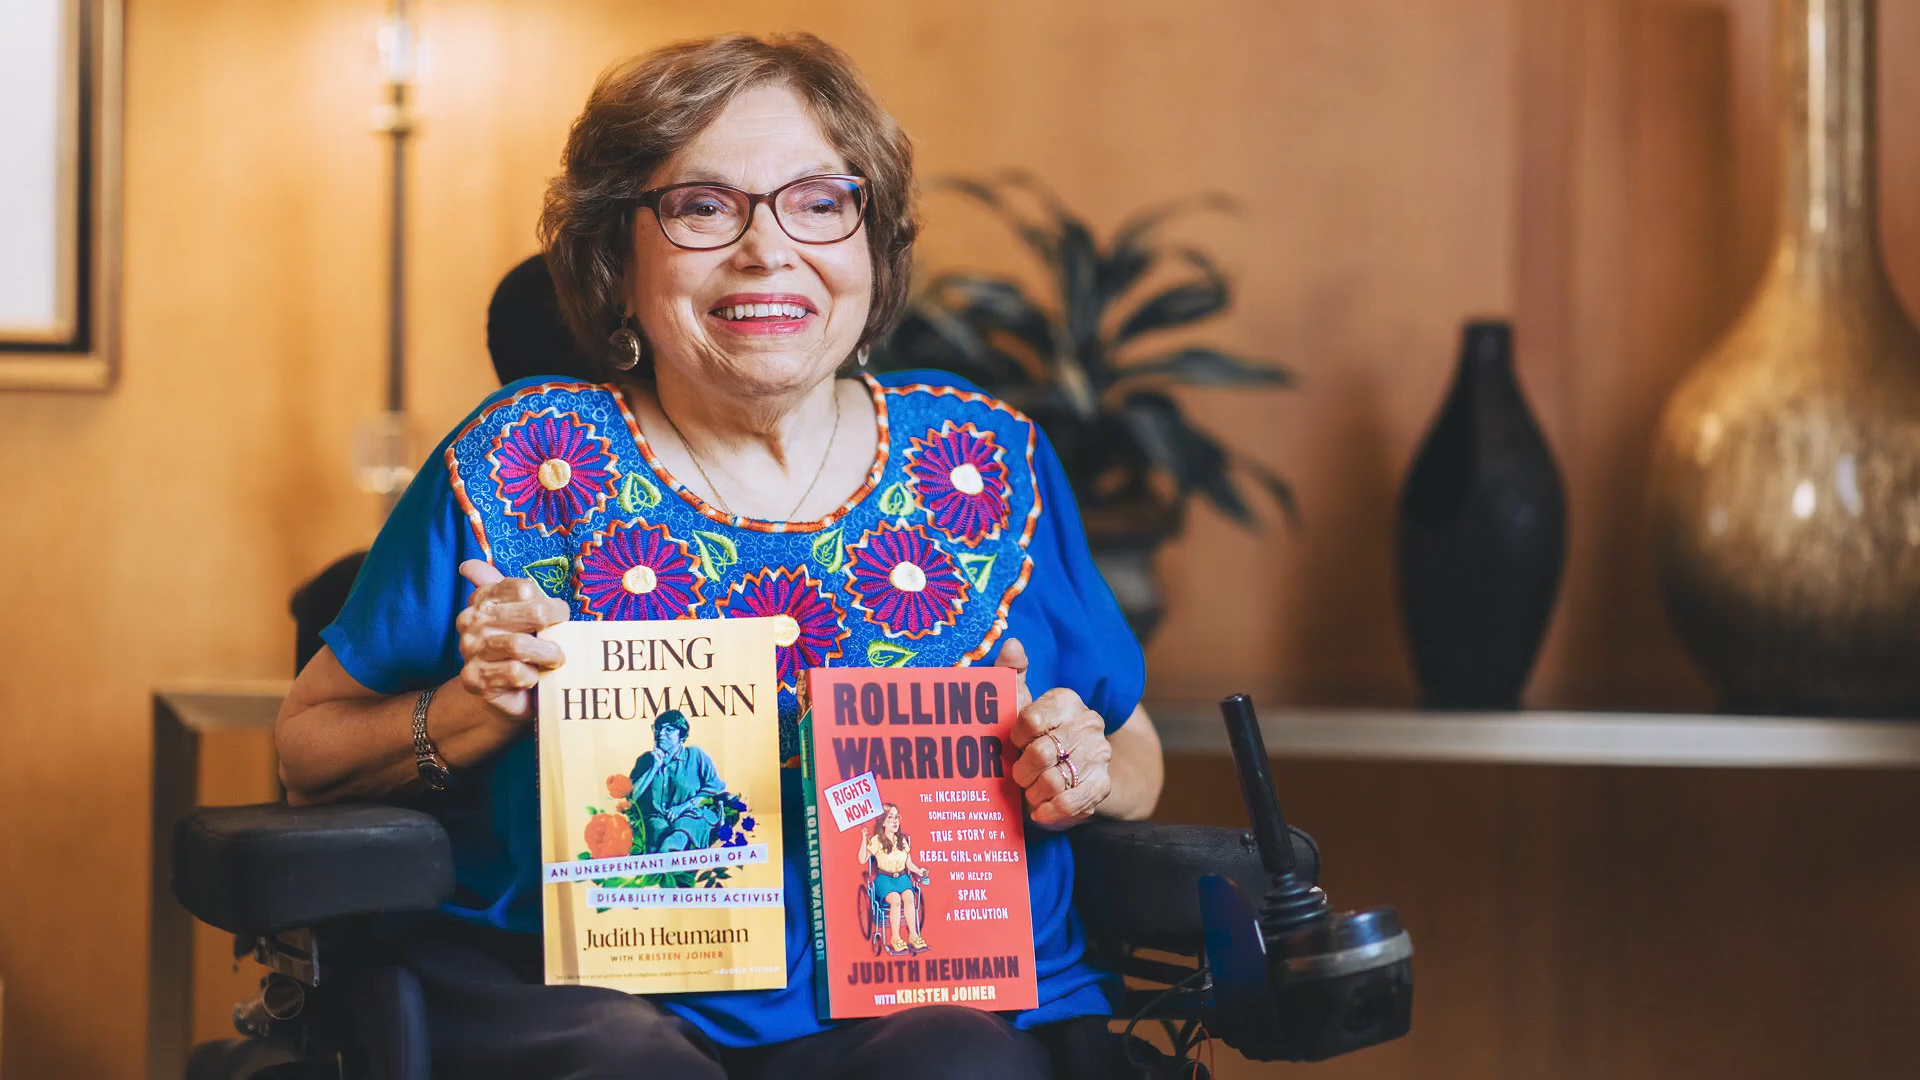 BEING
HEUMANN
AN UNREPENTANT MEMOIR OF A
DISABILITY RIGHTS ACTIVIST
Judith Heumann
WITH KRISTEN JOINER
—GLORIA STEINEM
ROLLING WARRIOR
ROLLING
WARRIOR
RIGHTS
NOW!
THE INCREDIBLE,
SOMETIMES AWKWARD,
TRUE STORY OF A
REBEL GIRL ON WHEELS
WHO HELPED
SPARK
A REVOLUTION
JUDITH HEUMANN
WITH KRISTEN JOINER